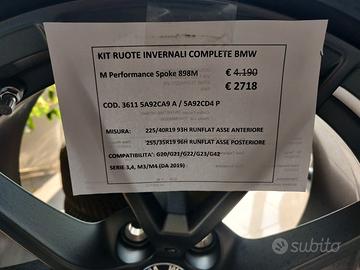 KIT RUOTE INVERNALI COMPLETE BMW
M Performance Spoke 898M
€ 4.190
€ 2718
COD. 3611 5A92CA9 A / 5A92CD4 P
MISURA: 225/40R19 93H RUNFLAT ASSE ANTERIORE
255/35R19 96H RUNFLAT ASSE POSTERIORE
COMPATIBILITA': G20/G21/G22/G23/G42
SERIE 3,4, M3/M4 (DA 2019)
subito